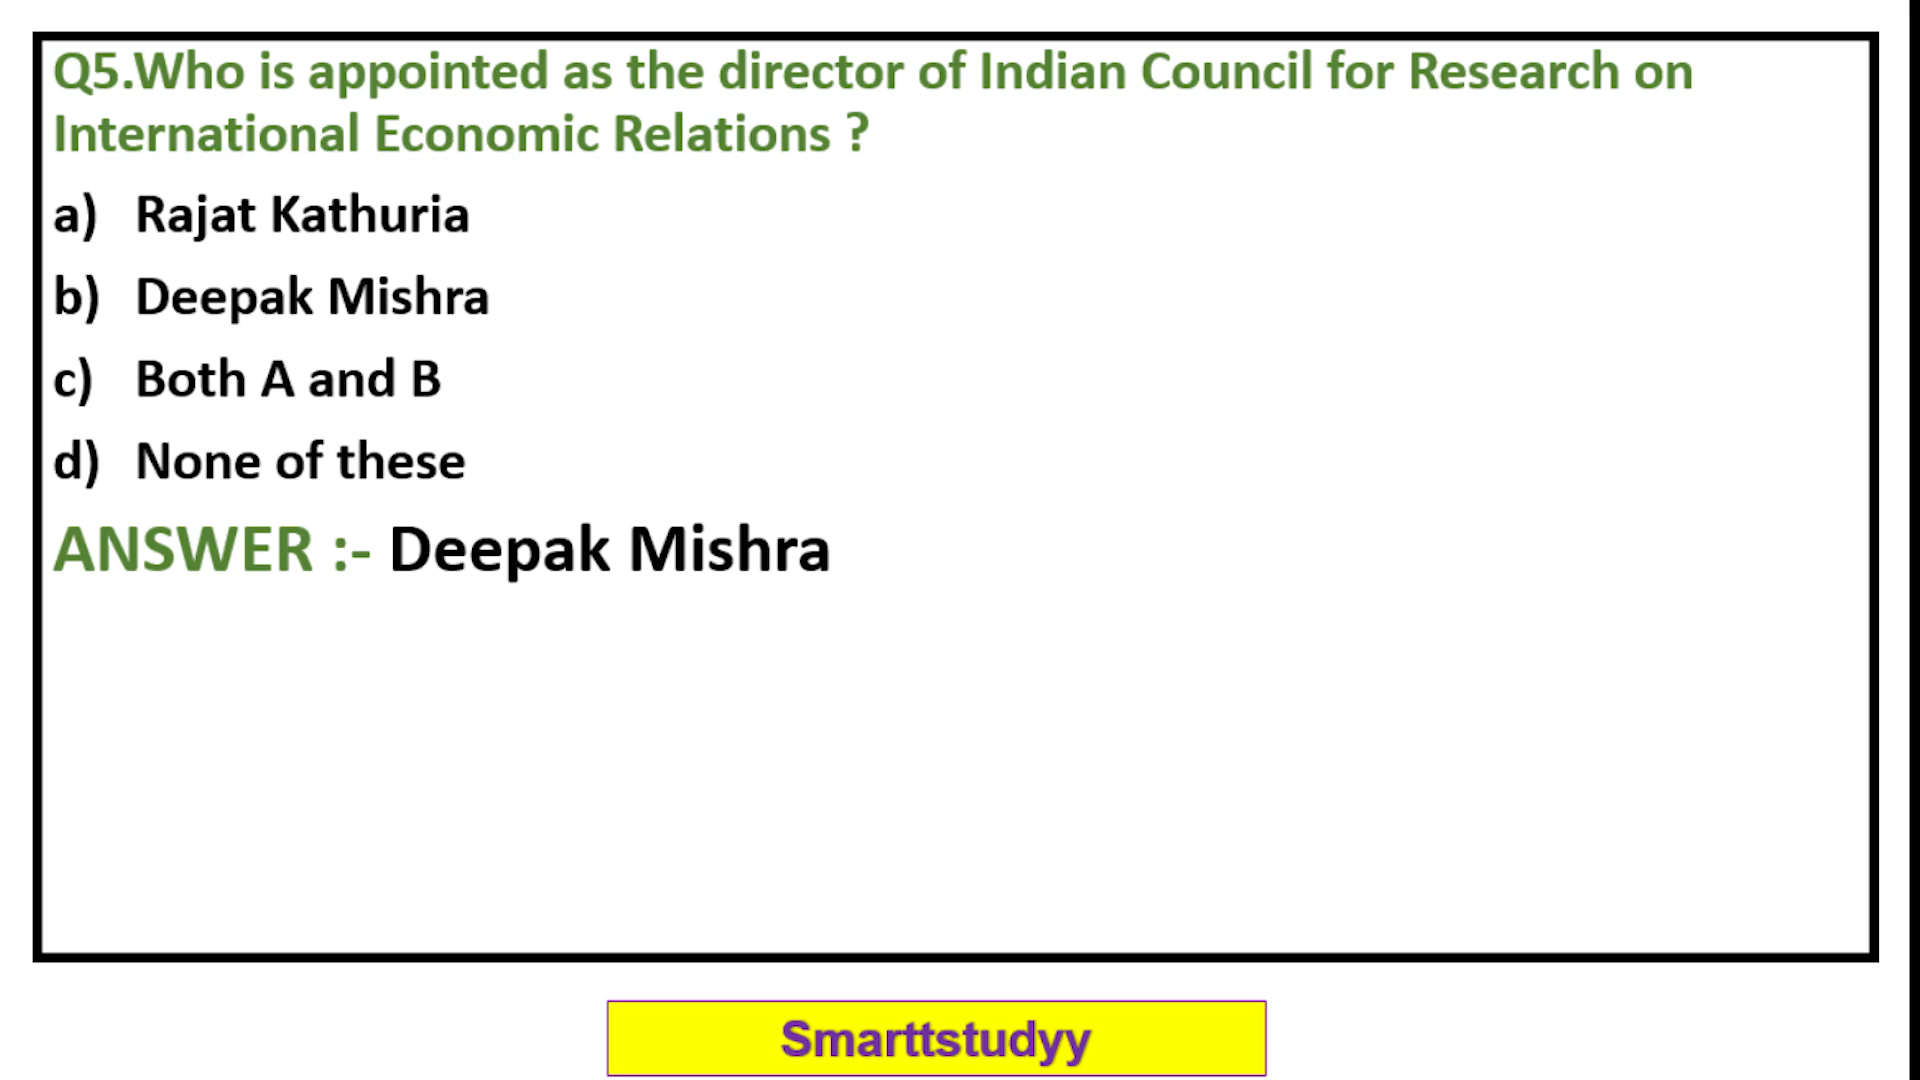 Q5.Who is appointed as the director of Indian Council for Research on
International Economic Relations ?
a) Rajat Kathuria
b) Deepak Mishra
c) Both A and B
d) None of these
ANSWER :- Deepak Mishra
Smarttstudyy